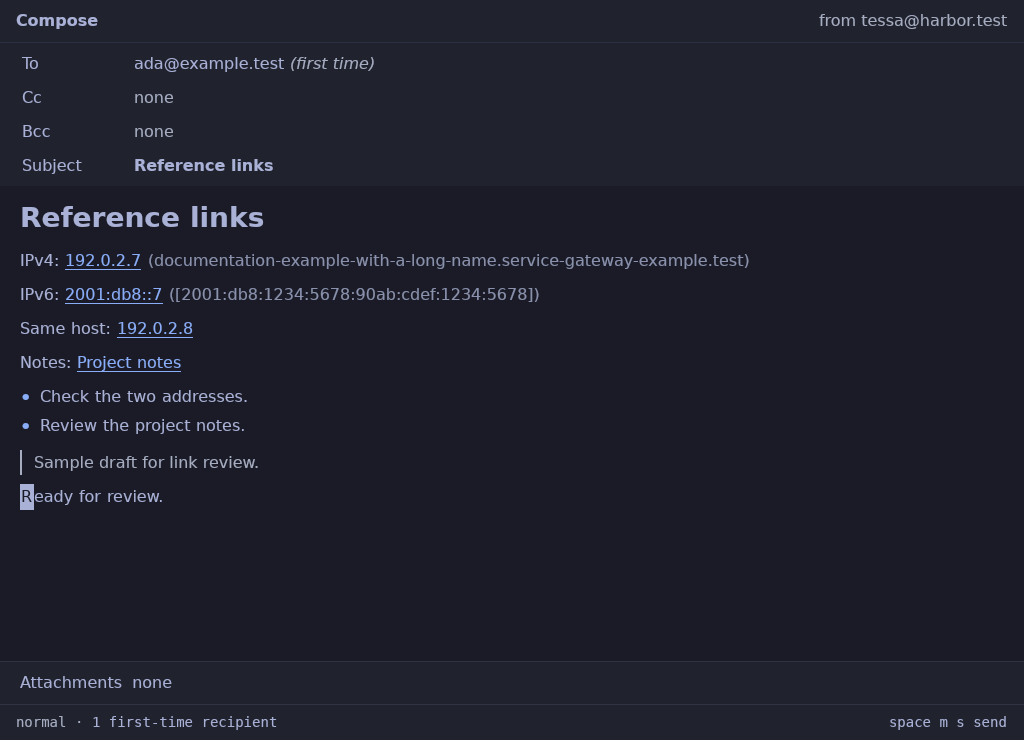 Compose
from tessa@harbor.test
To ada@example.test (first time)
Cc none
Bcc none
Subject Reference links
Reference links
IPv4: 192.0.2.7 (documentation-example-with-a-long-name.service-gateway-example.test)
IPv6: 2001:db8::7 ([2001:db8:1234:5678:90ab:cdef:1234:5678])
Same host: 192.0.2.8
Notes: Project notes
• Check the two addresses.
• Review the project notes.
Sample draft for link review.
Ready for review.
Attachments none
normal · 1 first-time recipient
space m s send